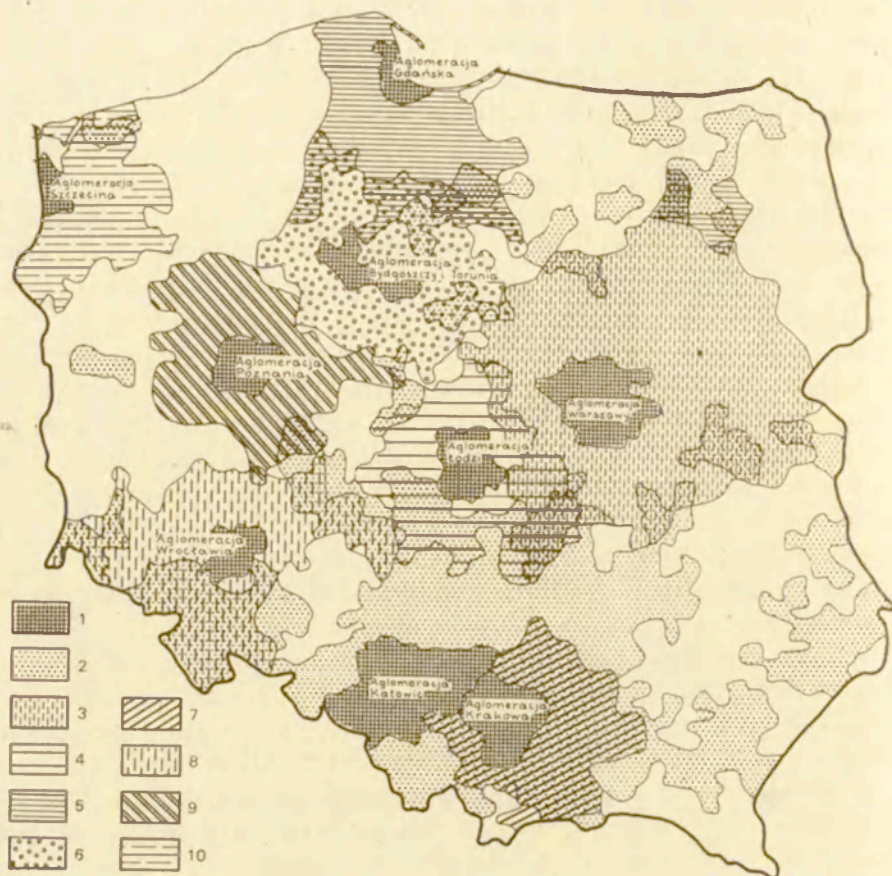 Aglomeracja
Gdańska
Aglomeracja
Szczecina
Aglomeracja
Bydgoszczy i Torunia
Aglomeracja
Poznania
Aglomeracja
Warszawy
Aglomeracja
Łodzi
Aglomeracja
Wrocławia
Aglomeracja
Katowic
Aglomeracja
Krakowa
1
2
3
4
5
6
7
8
9
10